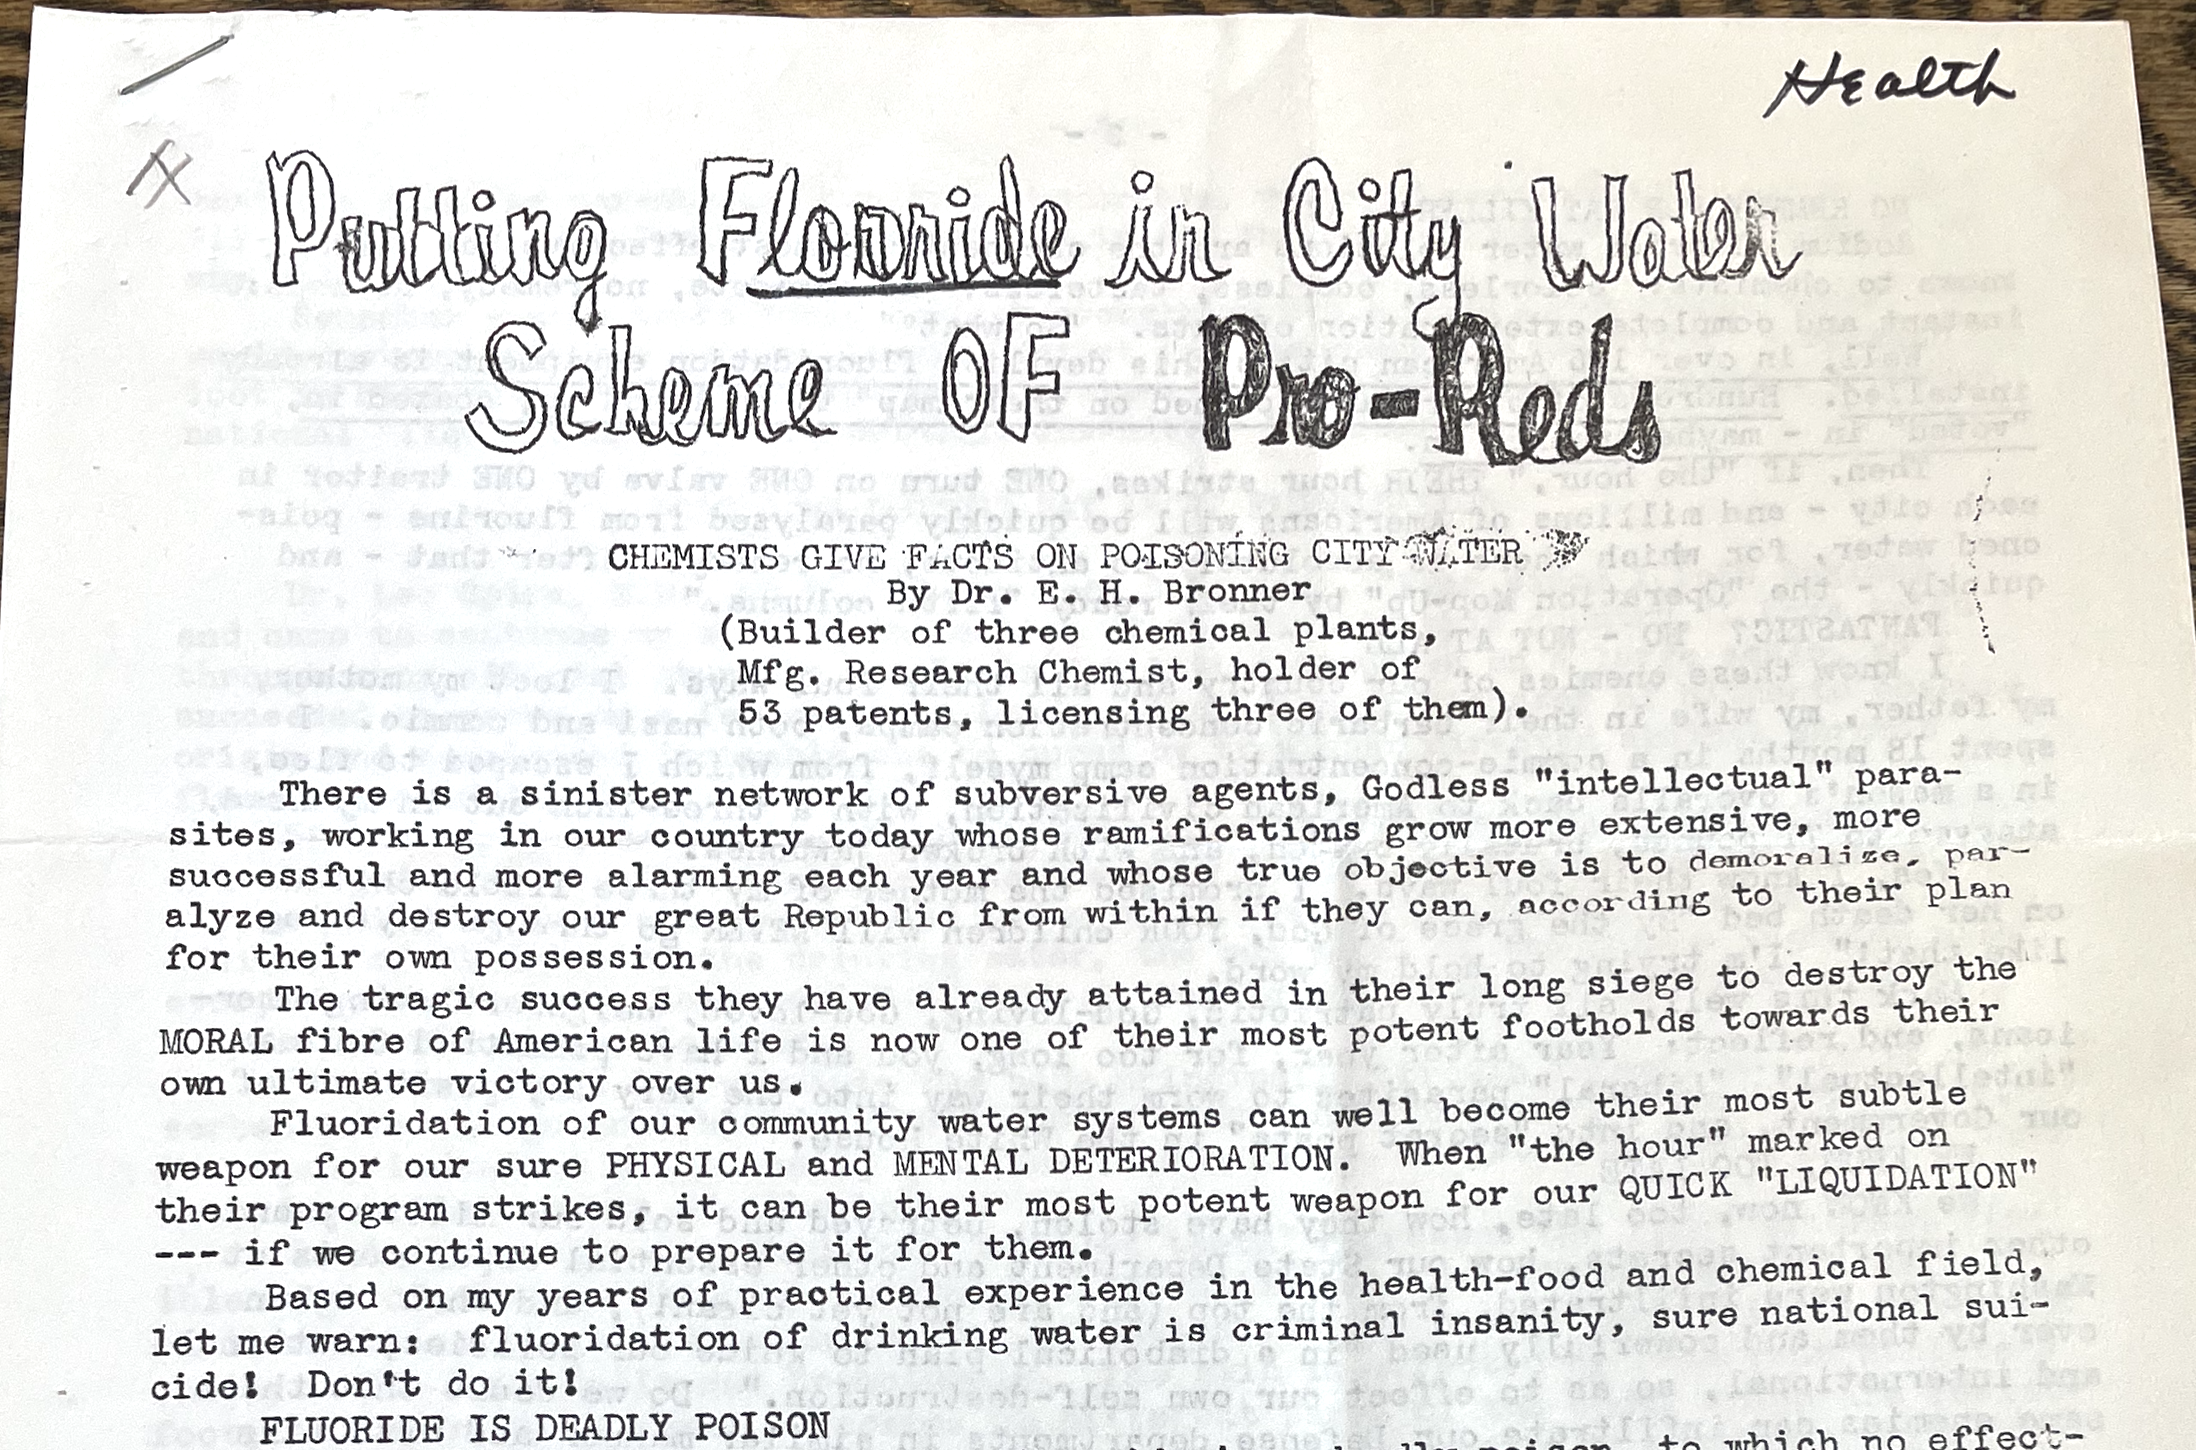 Health
Putting Flouride in City Water
Scheme OF Pro-Reds
CHEMISTS GIVE FACTS ON POISONING CITY WATER
By Dr. E. H. Bronner
(Builder of three chemical plants,
Mfg. Research Chemist, holder of
53 patents, licensing three of them).
There is a sinister network of subversive agents, Godless "intellectual" para-
sites, working in our country today whose ramifications grow more extensive, more
successful and more alarming each year and whose true objective is to demoralize, par-
alyze and destroy our great Republic from within if they can, according to their plan
for their own possession.
The tragic success they have already attained in their long siege to destroy the
MORAL fibre of American life is now one of their most potent footholds towards their
own ultimate victory over us.
Fluoridation of our community water systems can well become their most subtle
weapon for our sure PHYSICAL and MENTAL DETERIORATION. When "the hour" marked on
their program strikes, it can be their most potent weapon for our QUICK "LIQUIDATION"
--- if we continue to prepare it for them.
Based on my years of practical experience in the health-food and chemical field,
let me warn: fluoridation of drinking water is criminal insanity, sure national sui-
cide! Don't do it!
FLUORIDE IS DEADLY POISON
poison, to which no effect-